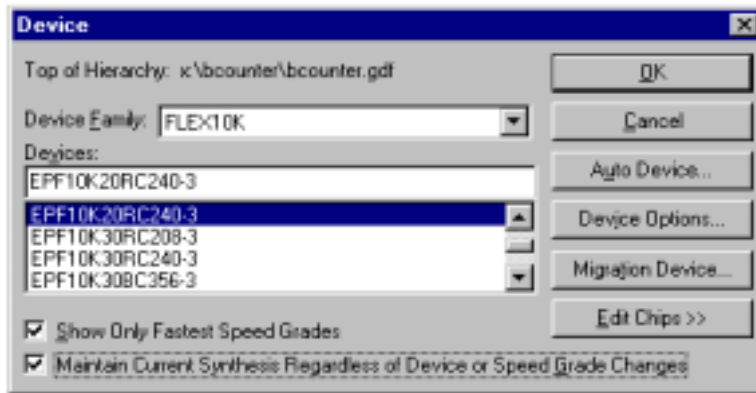 Device
Top of Hierarchy: x:\bcounter\bcounter.gdf
OK
Device Family: FLEX10K
Cancel
Devices:
EPF10K20RC240-3
Auto Device...
EPF10K20RC240-3
EPF10K30RC208-3
EPF10K30RC240-3
EPF10K30BC356-3
Device Options...
Migration Device...
Edit Chips >>
Show Only Fastest Speed Grades
Maintain Current Synthesis Regardless of Device or Speed Grade Changes